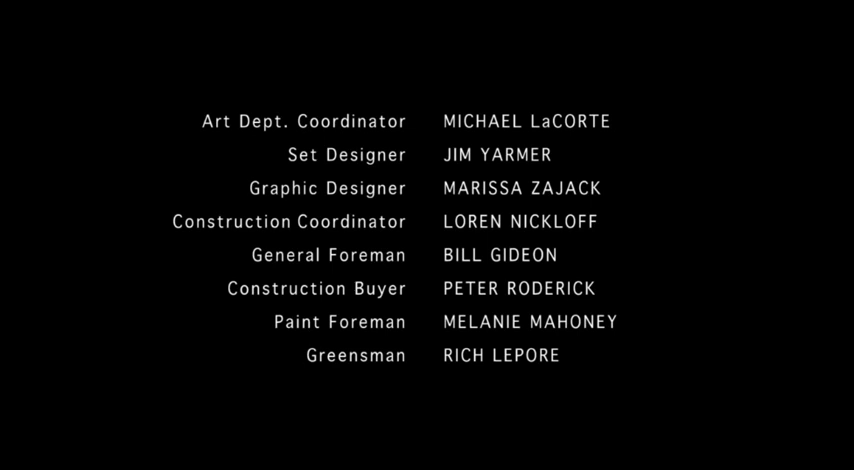 Art Dept. Coordinator MICHAEL LaCORTE
Set Designer JIM YARMER
Graphic Designer MARISSA ZAJACK
Construction Coordinator LOREN NICKLOFF
General Foreman BILL GIDEON
Construction Buyer PETER RODERICK
Paint Foreman MELANIE MAHONEY
Greensman RICH LEPORE